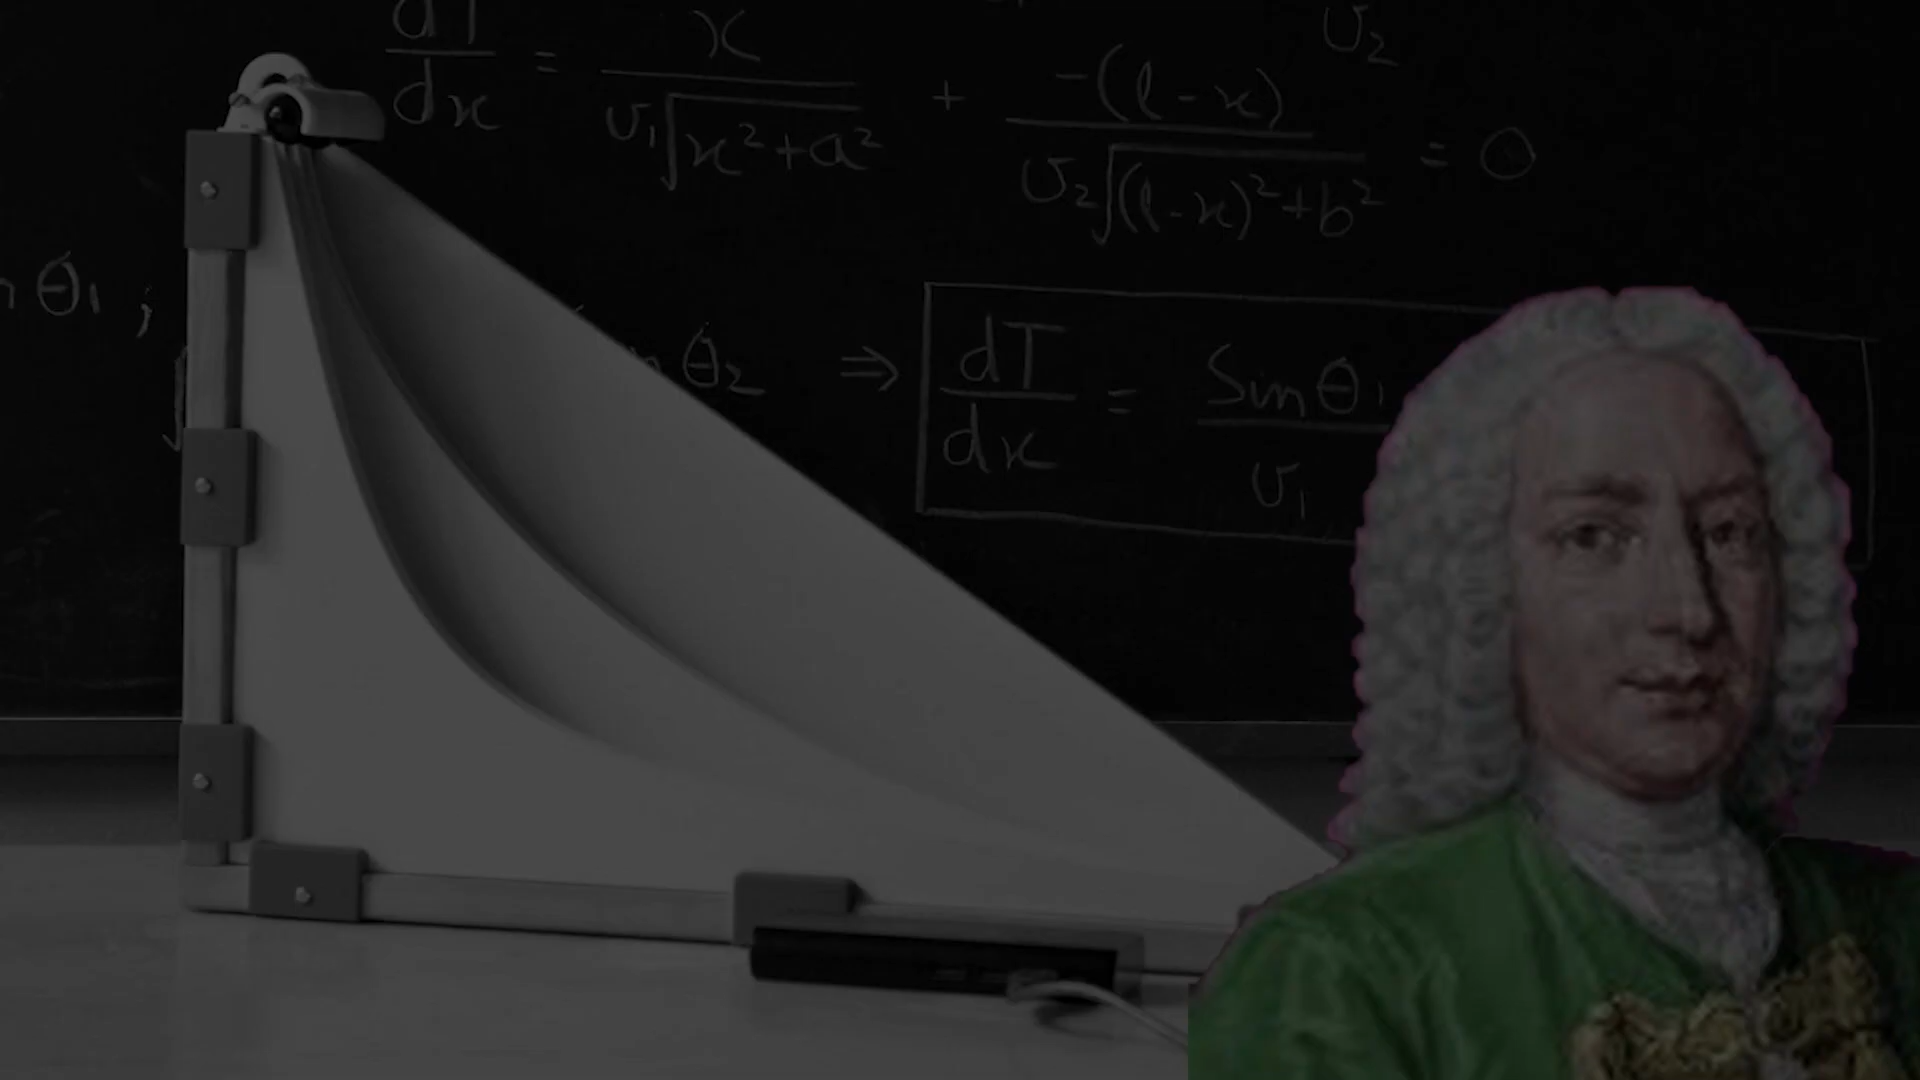 dT/dx = x/(v₁√(x²+a²)) + -(l-x)/(v₂√((l-x)²+b²)) = 0
v₂
θ₁ ;
θ₂ ⇒ dT/dx = Sinθ₁/v₁